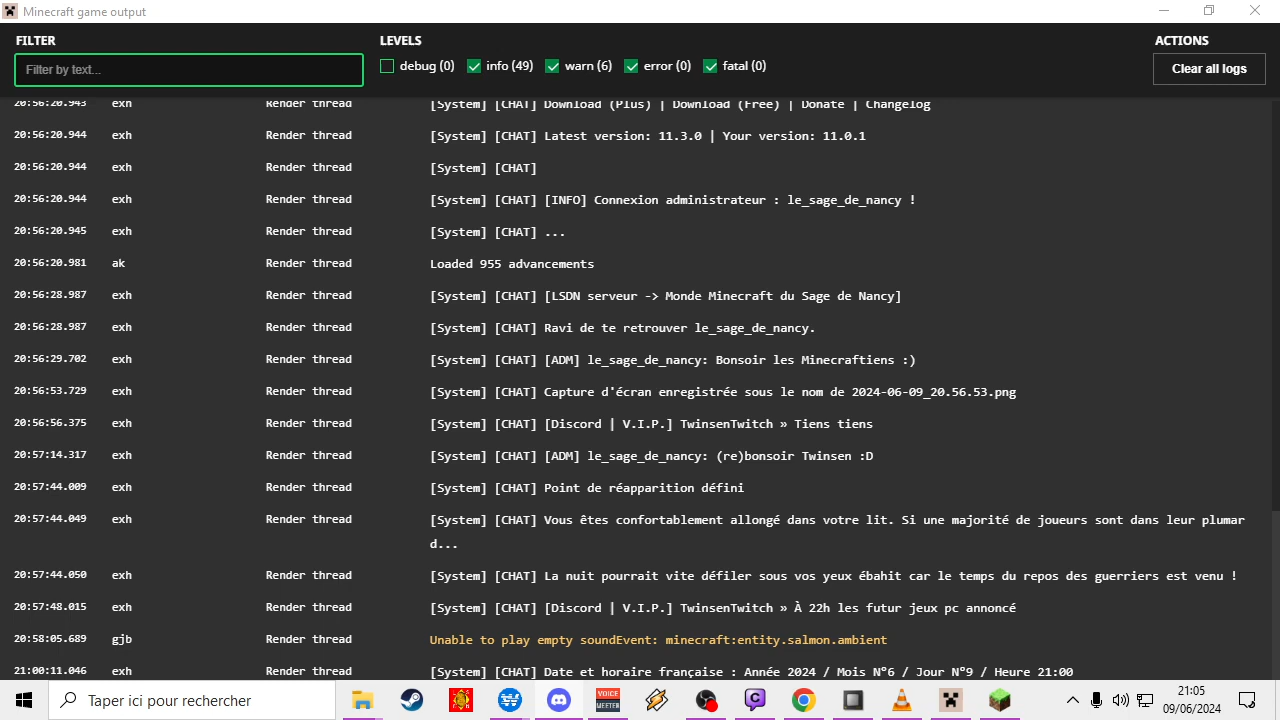 Minecraft game output
FILTER
Filter by text...
LEVELS
debug (0) info (49) warn (6) error (0) fatal (0)
ACTIONS
Clear all logs
20:56:20.943 exh Render thread [System] [CHAT] Download (Plus) | Download (Free) | Donate | Changelog
20:56:20.944 exh Render thread [System] [CHAT] Latest version: 11.3.0 | Your version: 11.0.1
20:56:20.944 exh Render thread [System] [CHAT]
20:56:20.944 exh Render thread [System] [CHAT] [INFO] Connexion administrateur : le_sage_de_nancy !
20:56:20.945 exh Render thread [System] [CHAT] ...
20:56:20.981 ak Render thread Loaded 955 advancements
20:56:28.987 exh Render thread [System] [CHAT] [LSDN serveur -> Monde Minecraft du Sage de Nancy]
20:56:28.987 exh Render thread [System] [CHAT] Ravi de te retrouver le_sage_de_nancy.
20:56:29.702 exh Render thread [System] [CHAT] [ADM] le_sage_de_nancy: Bonsoir les Minecraftiens :)
20:56:53.729 exh Render thread [System] [CHAT] Capture d'écran enregistrée sous le nom de 2024-06-09_20.56.53.png
20:56:56.375 exh Render thread [System] [CHAT] [Discord | V.I.P.] TwinsenTwitch » Tiens tiens
20:57:14.317 exh Render thread [System] [CHAT] [ADM] le_sage_de_nancy: (re)bonsoir Twinsen :D
20:57:44.009 exh Render thread [System] [CHAT] Point de réapparition défini
20:57:44.049 exh Render thread [System] [CHAT] Vous êtes confortablement allongé dans votre lit. Si une majorité de joueurs sont dans leur plumar
d...
20:57:44.050 exh Render thread [System] [CHAT] La nuit pourrait vite défiler sous vos yeux ébahit car le temps du repos des guerriers est venu !
20:57:48.015 exh Render thread [System] [CHAT] [Discord | V.I.P.] TwinsenTwitch » À 22h les futur jeux pc annoncé
20:58:05.689 gjb Render thread Unable to play empty soundEvent: minecraft:entity.salmon.ambient
21:00:11.046 exh Render thread [System] [CHAT] Date et horaire française : Année 2024 / Mois N°6 / Jour N°9 / Heure 21:00
Taper ici pour rechercher
VOICE
MEETER
21:05
09/06/2024